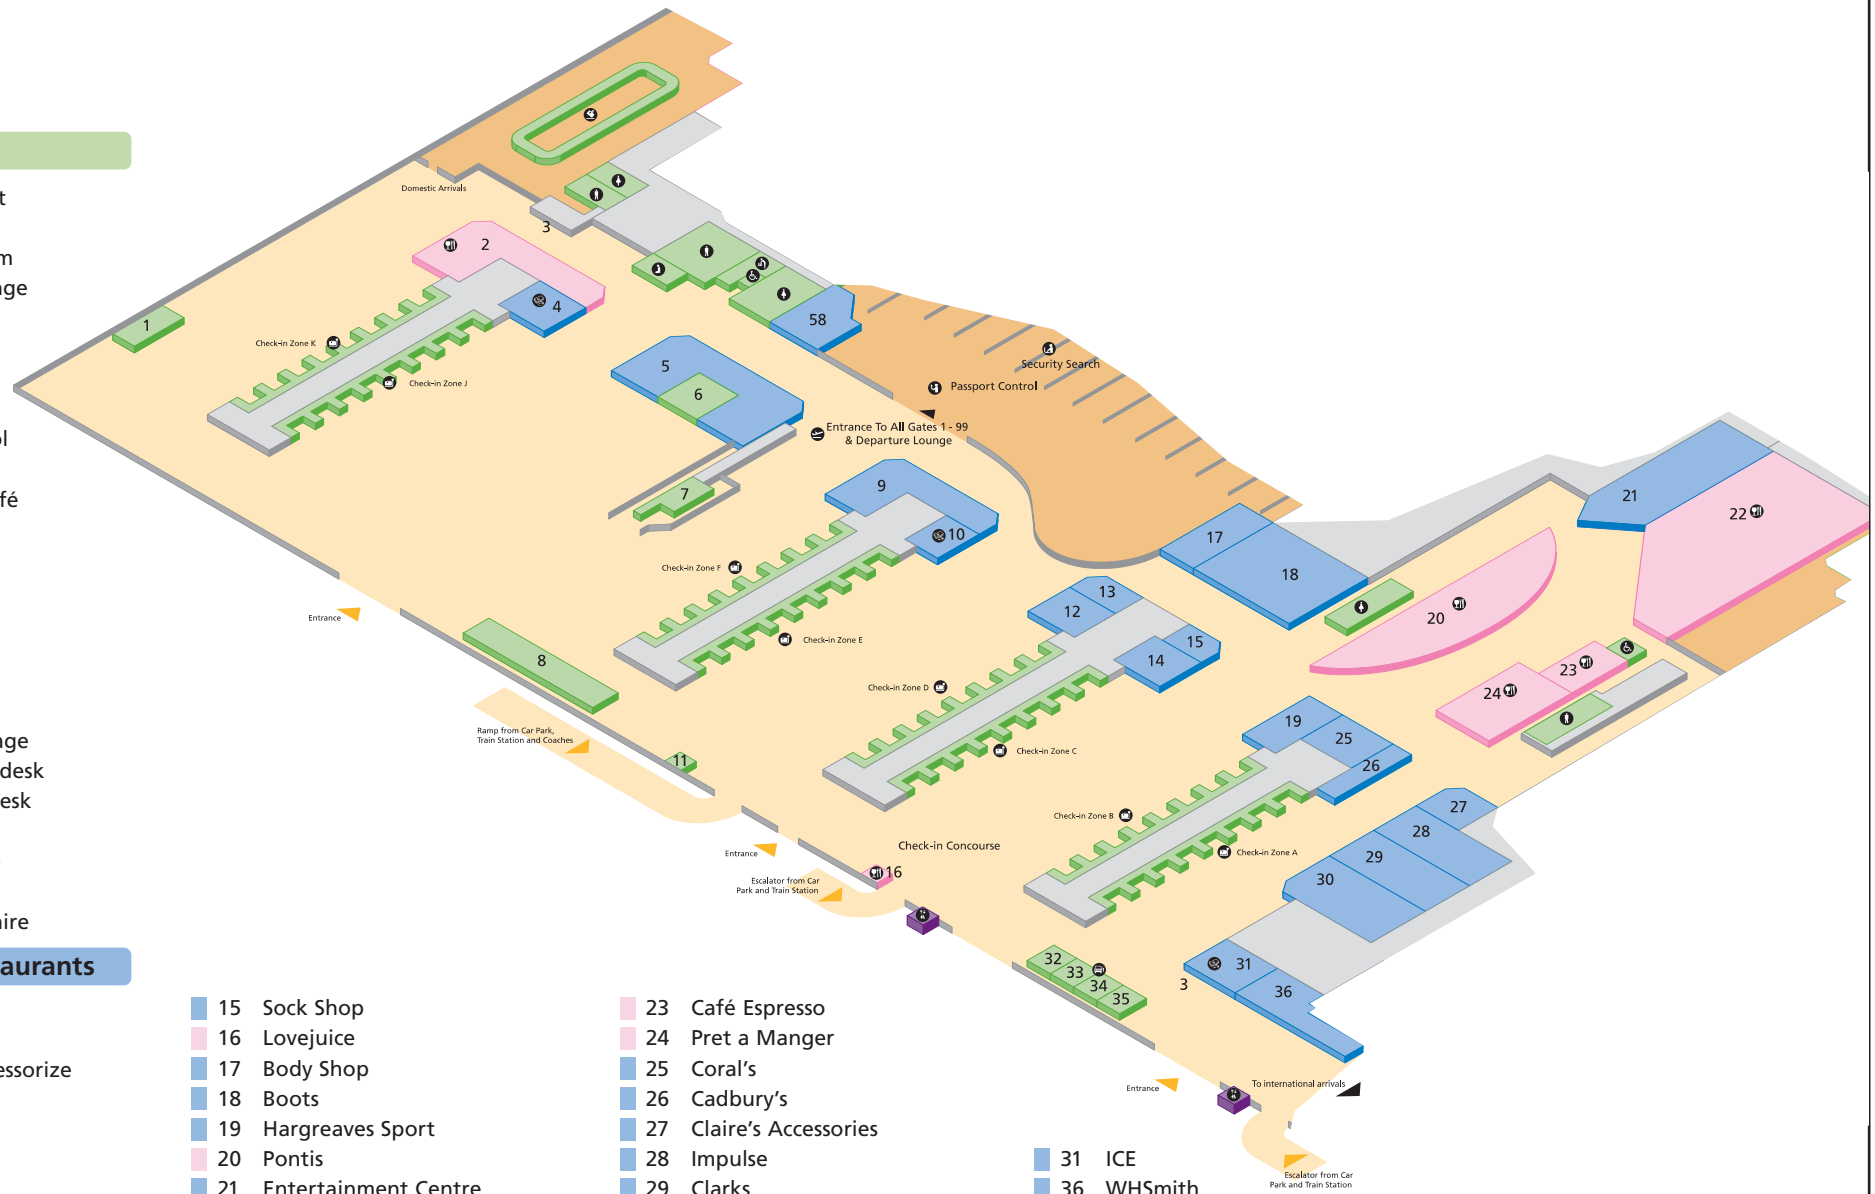 t
m
age
ol
fé
age
desk
esk
ire
aurants
essorize
Domestic Arrivals
3
2
4
1
Check-in Zone K
Check-in Zone J
58
5
6
Security Search
Passport Control
Entrance To All Gates 1 - 99
& Departure Lounge
7
9
10
21
22
17
18
Check-in Zone F
Entrance
Check-in Zone E
8
13
12
15
14
20
23
24
Check-in Zone D
Ramp from Car Park,
Train Station and Coaches
11
Check-in Zone C
19
25
26
27
28
29
30
Check-in Zone B
Check-in Zone A
Entrance
Check-in Concourse
16
Escalator from Car
Park and Train Station
32
33
34
35
31
3
36
Entrance
To international arrivals
Escalator from Car
Park and Train Station
15 Sock Shop
16 Lovejuice
17 Body Shop
18 Boots
19 Hargreaves Sport
20 Pontis
21 Entertainment Centre
23 Café Espresso
24 Pret a Manger
25 Coral's
26 Cadbury's
27 Claire's Accessories
28 Impulse
29 Clarks
31 ICE
36 WHSmith